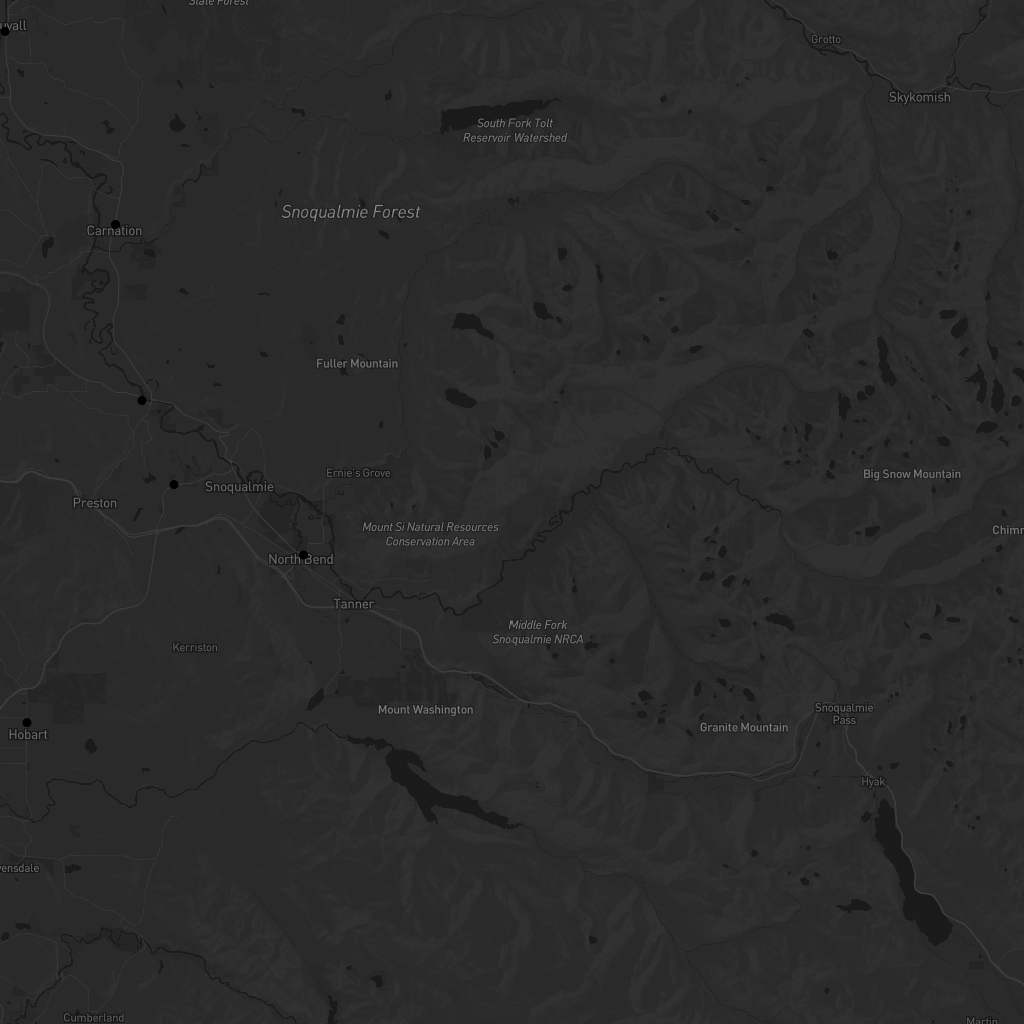 State Forest
uvall
Grotto
Skykomish
South Fork Tolt
Reservoir Watershed
Snoqualmie Forest
Carnation
Fuller Mountain
Ernie's Grove
Big Snow Mountain
Snoqualmie
Preston
Mount Si Natural Resources
Conservation Area
Chimn
North Bend
Tanner
Middle Fork
Snoqualmie NRCA
Kerriston
Mount Washington
Snoqualmie
Pass
Granite Mountain
Hobart
Hyak
vensdale
Cumberland
Martin